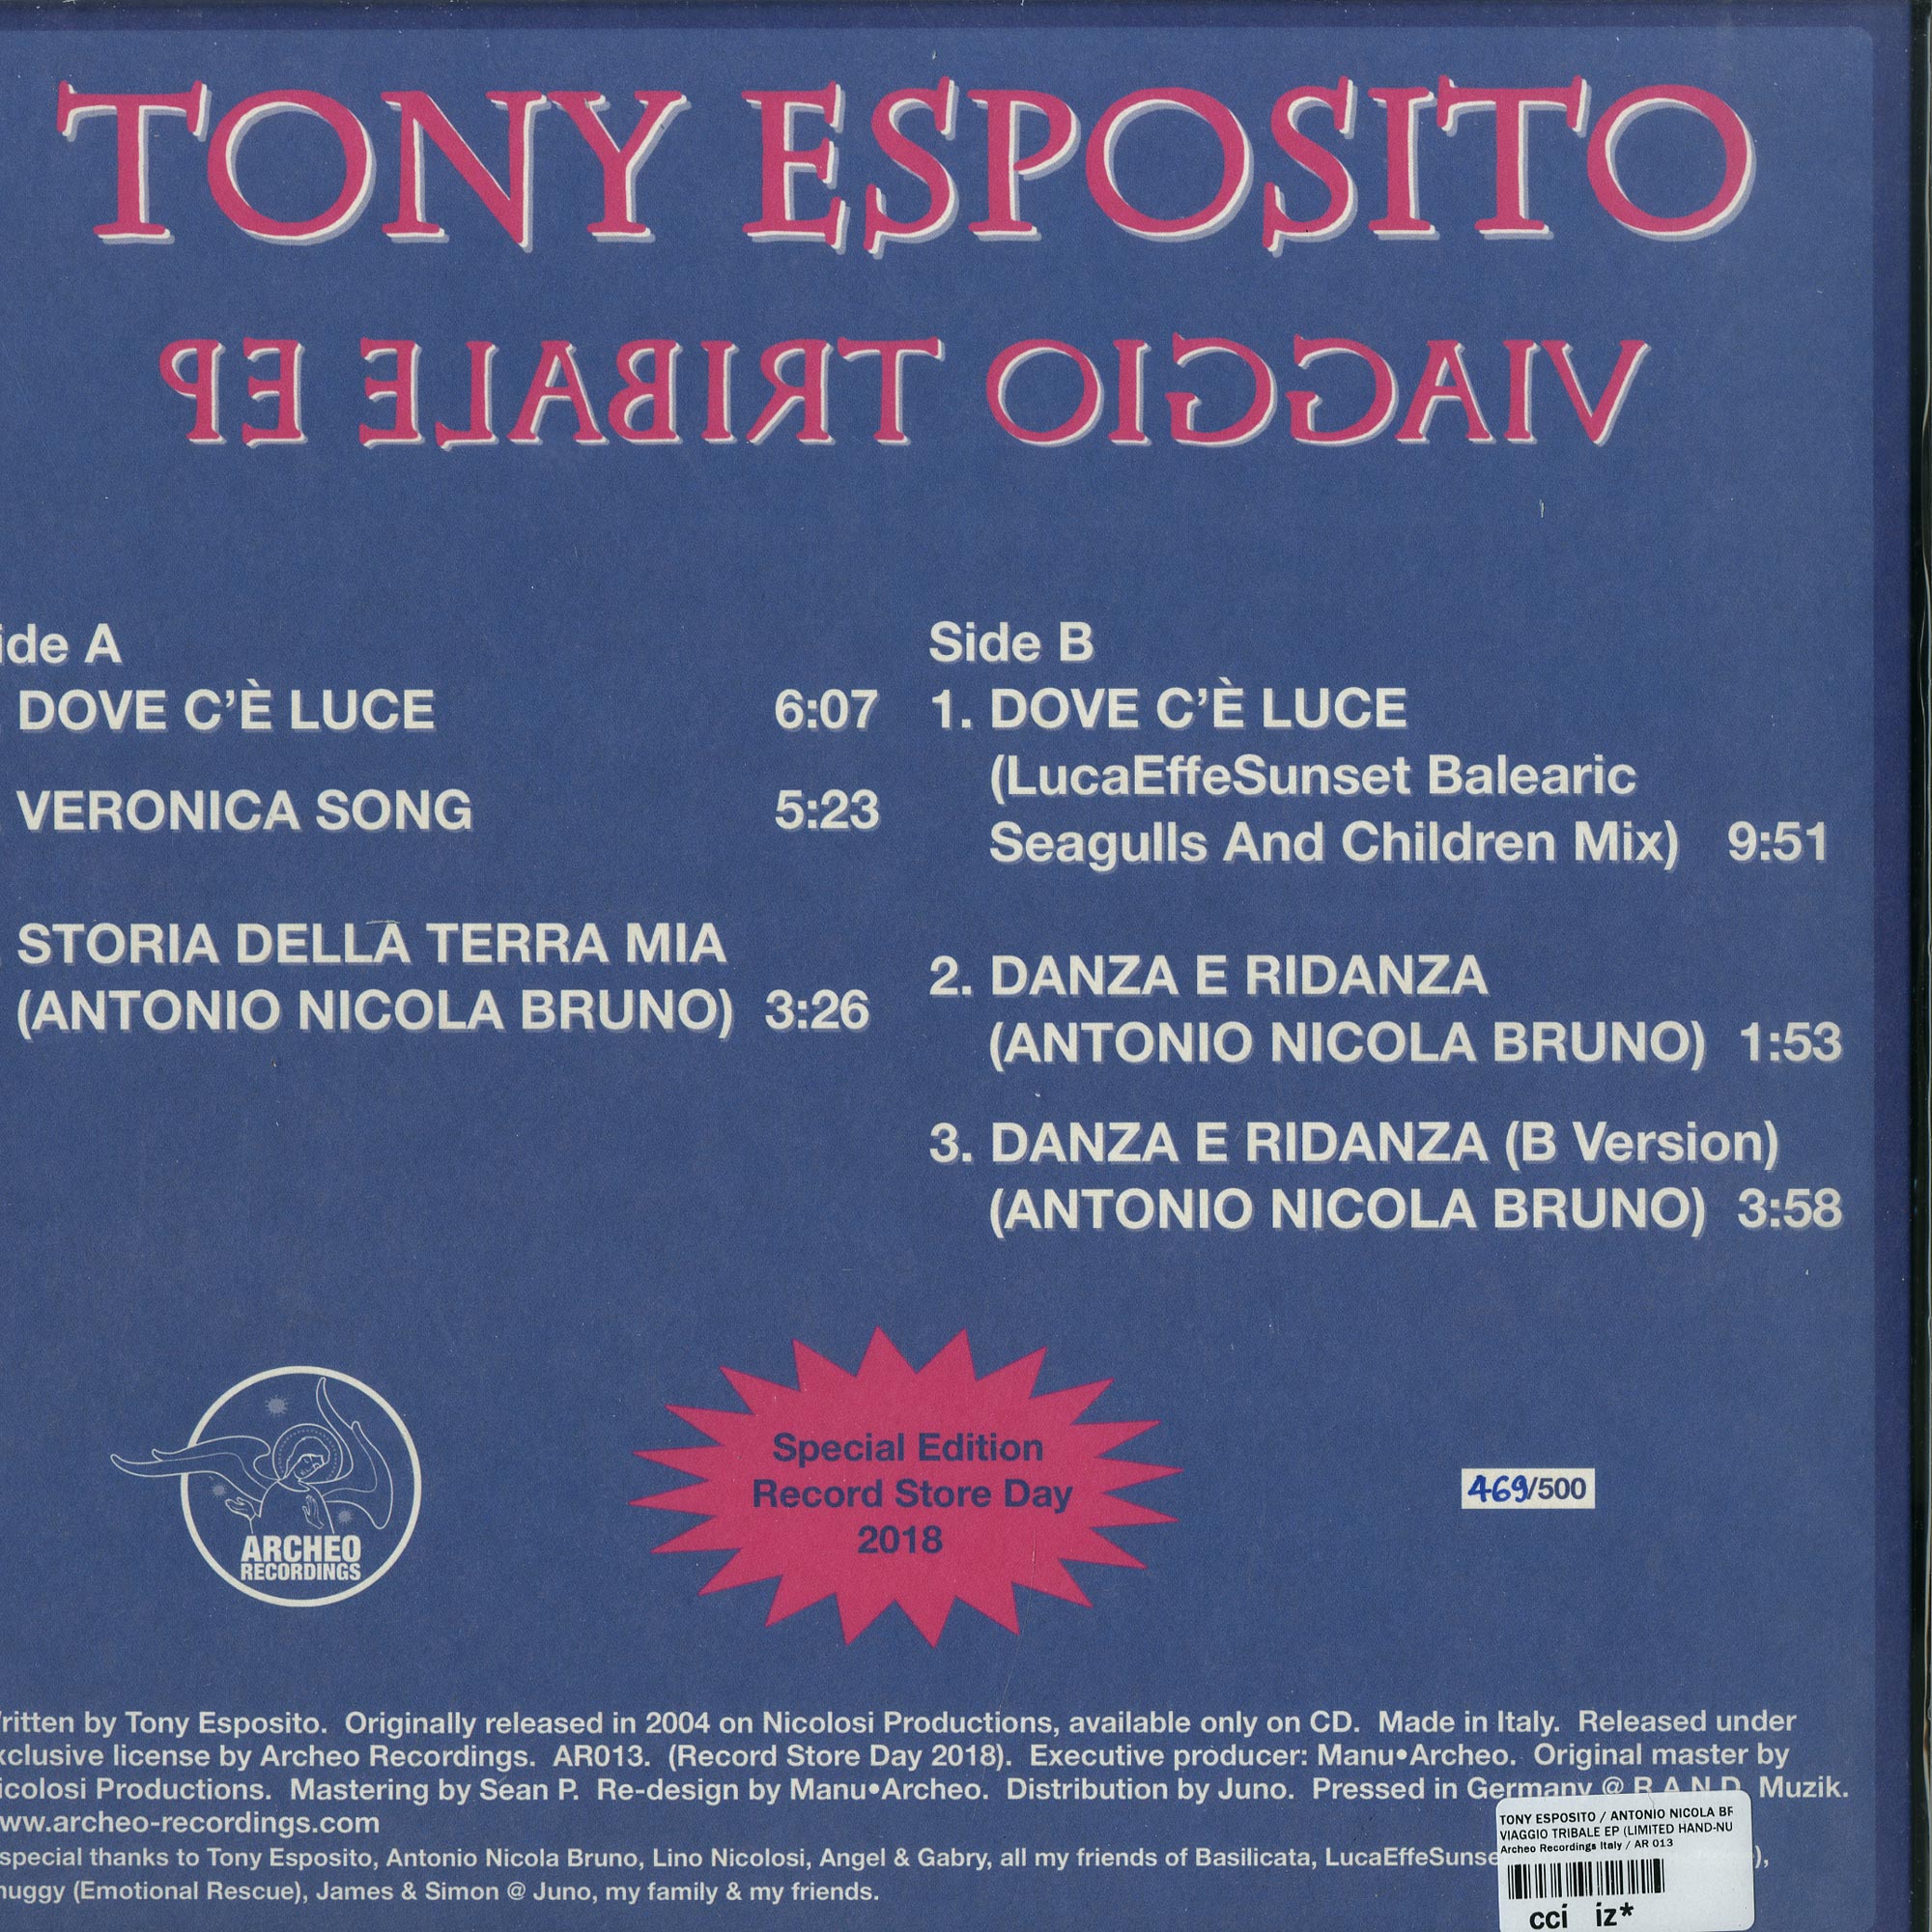 TONY ESPOSITO
VIAGGIO TRIBALE EP
ide A
DOVE C'È LUCE 6:07
VERONICA SONG 5:23
STORIA DELLA TERRA MIA
(ANTONIO NICOLA BRUNO) 3:26
Side B
1. DOVE C'È LUCE
(LucaEffeSunset Balearic
Seagulls And Children Mix) 9:51
2. DANZA E RIDANZA
(ANTONIO NICOLA BRUNO) 1:53
3. DANZA E RIDANZA (B Version)
(ANTONIO NICOLA BRUNO) 3:58
ARCHEO
RECORDINGS
Special Edition
Record Store Day
2018
469/500
ritten by Tony Esposito. Originally released in 2004 on Nicolosi Productions, available only on CD. Made in Italy. Released under
xclusive license by Archeo Recordings. AR013. (Record Store Day 2018). Executive producer: Manu•Archeo. Original master by
icolosi Productions. Mastering by Sean P. Re-design by Manu•Archeo. Distribution by Juno. Pressed in Germany @ R.A.N.D. Muzik.
ww.archeo-recordings.com
special thanks to Tony Esposito, Antonio Nicola Bruno, Lino Nicolosi, Angel & Gabry, all my friends of Basilicata, LucaEffeSunse
huggy (Emotional Rescue), James & Simon @ Juno, my family & my friends.
TONY ESPOSITO / ANTONIO NICOLA BR
VIAGGIO TRIBALE EP (LIMITED HAND-NU
Archeo Recordings Italy / AR 013
cci iz*